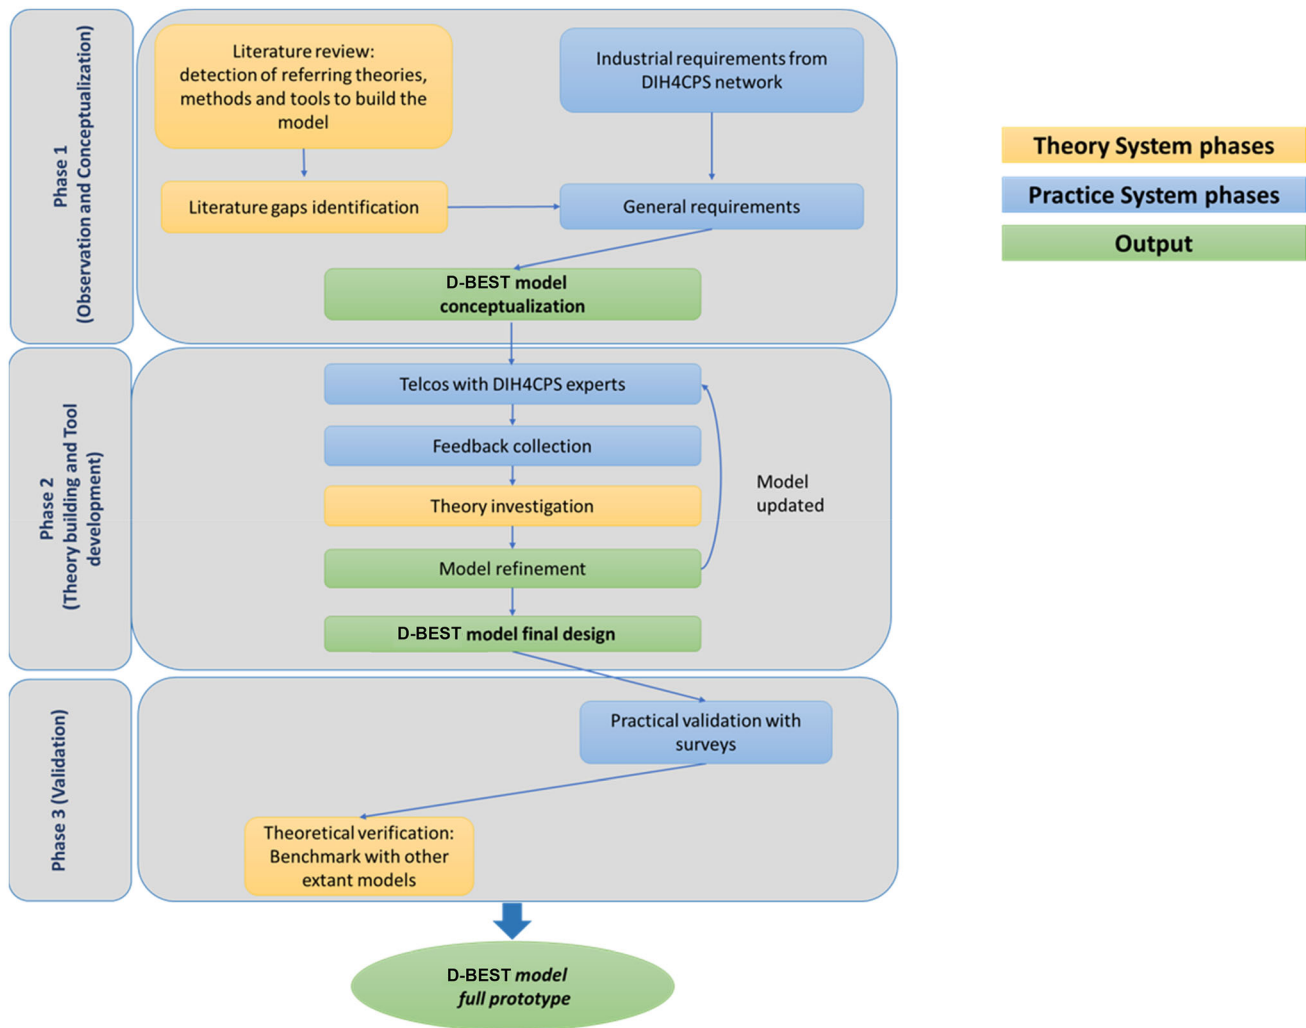 Phase 1
(Observation and Conceptualization)
Literature review:
detection of referring theories,
methods and tools to build the
model
Industrial requirements from
DIH4CPS network
Literature gaps identification
General requirements
D-BEST model
conceptualization
Theory System phases
Practice System phases
Output
Phase 2
(Theory building and Tool
development)
Telcos with DIH4CPS experts
Feedback collection
Theory investigation
Model refinement
D-BEST model final design
Model
updated
Phase 3 (Validation)
Practical validation with
surveys
Theoretical verification:
Benchmark with other
extant models
D-BEST model
full prototype